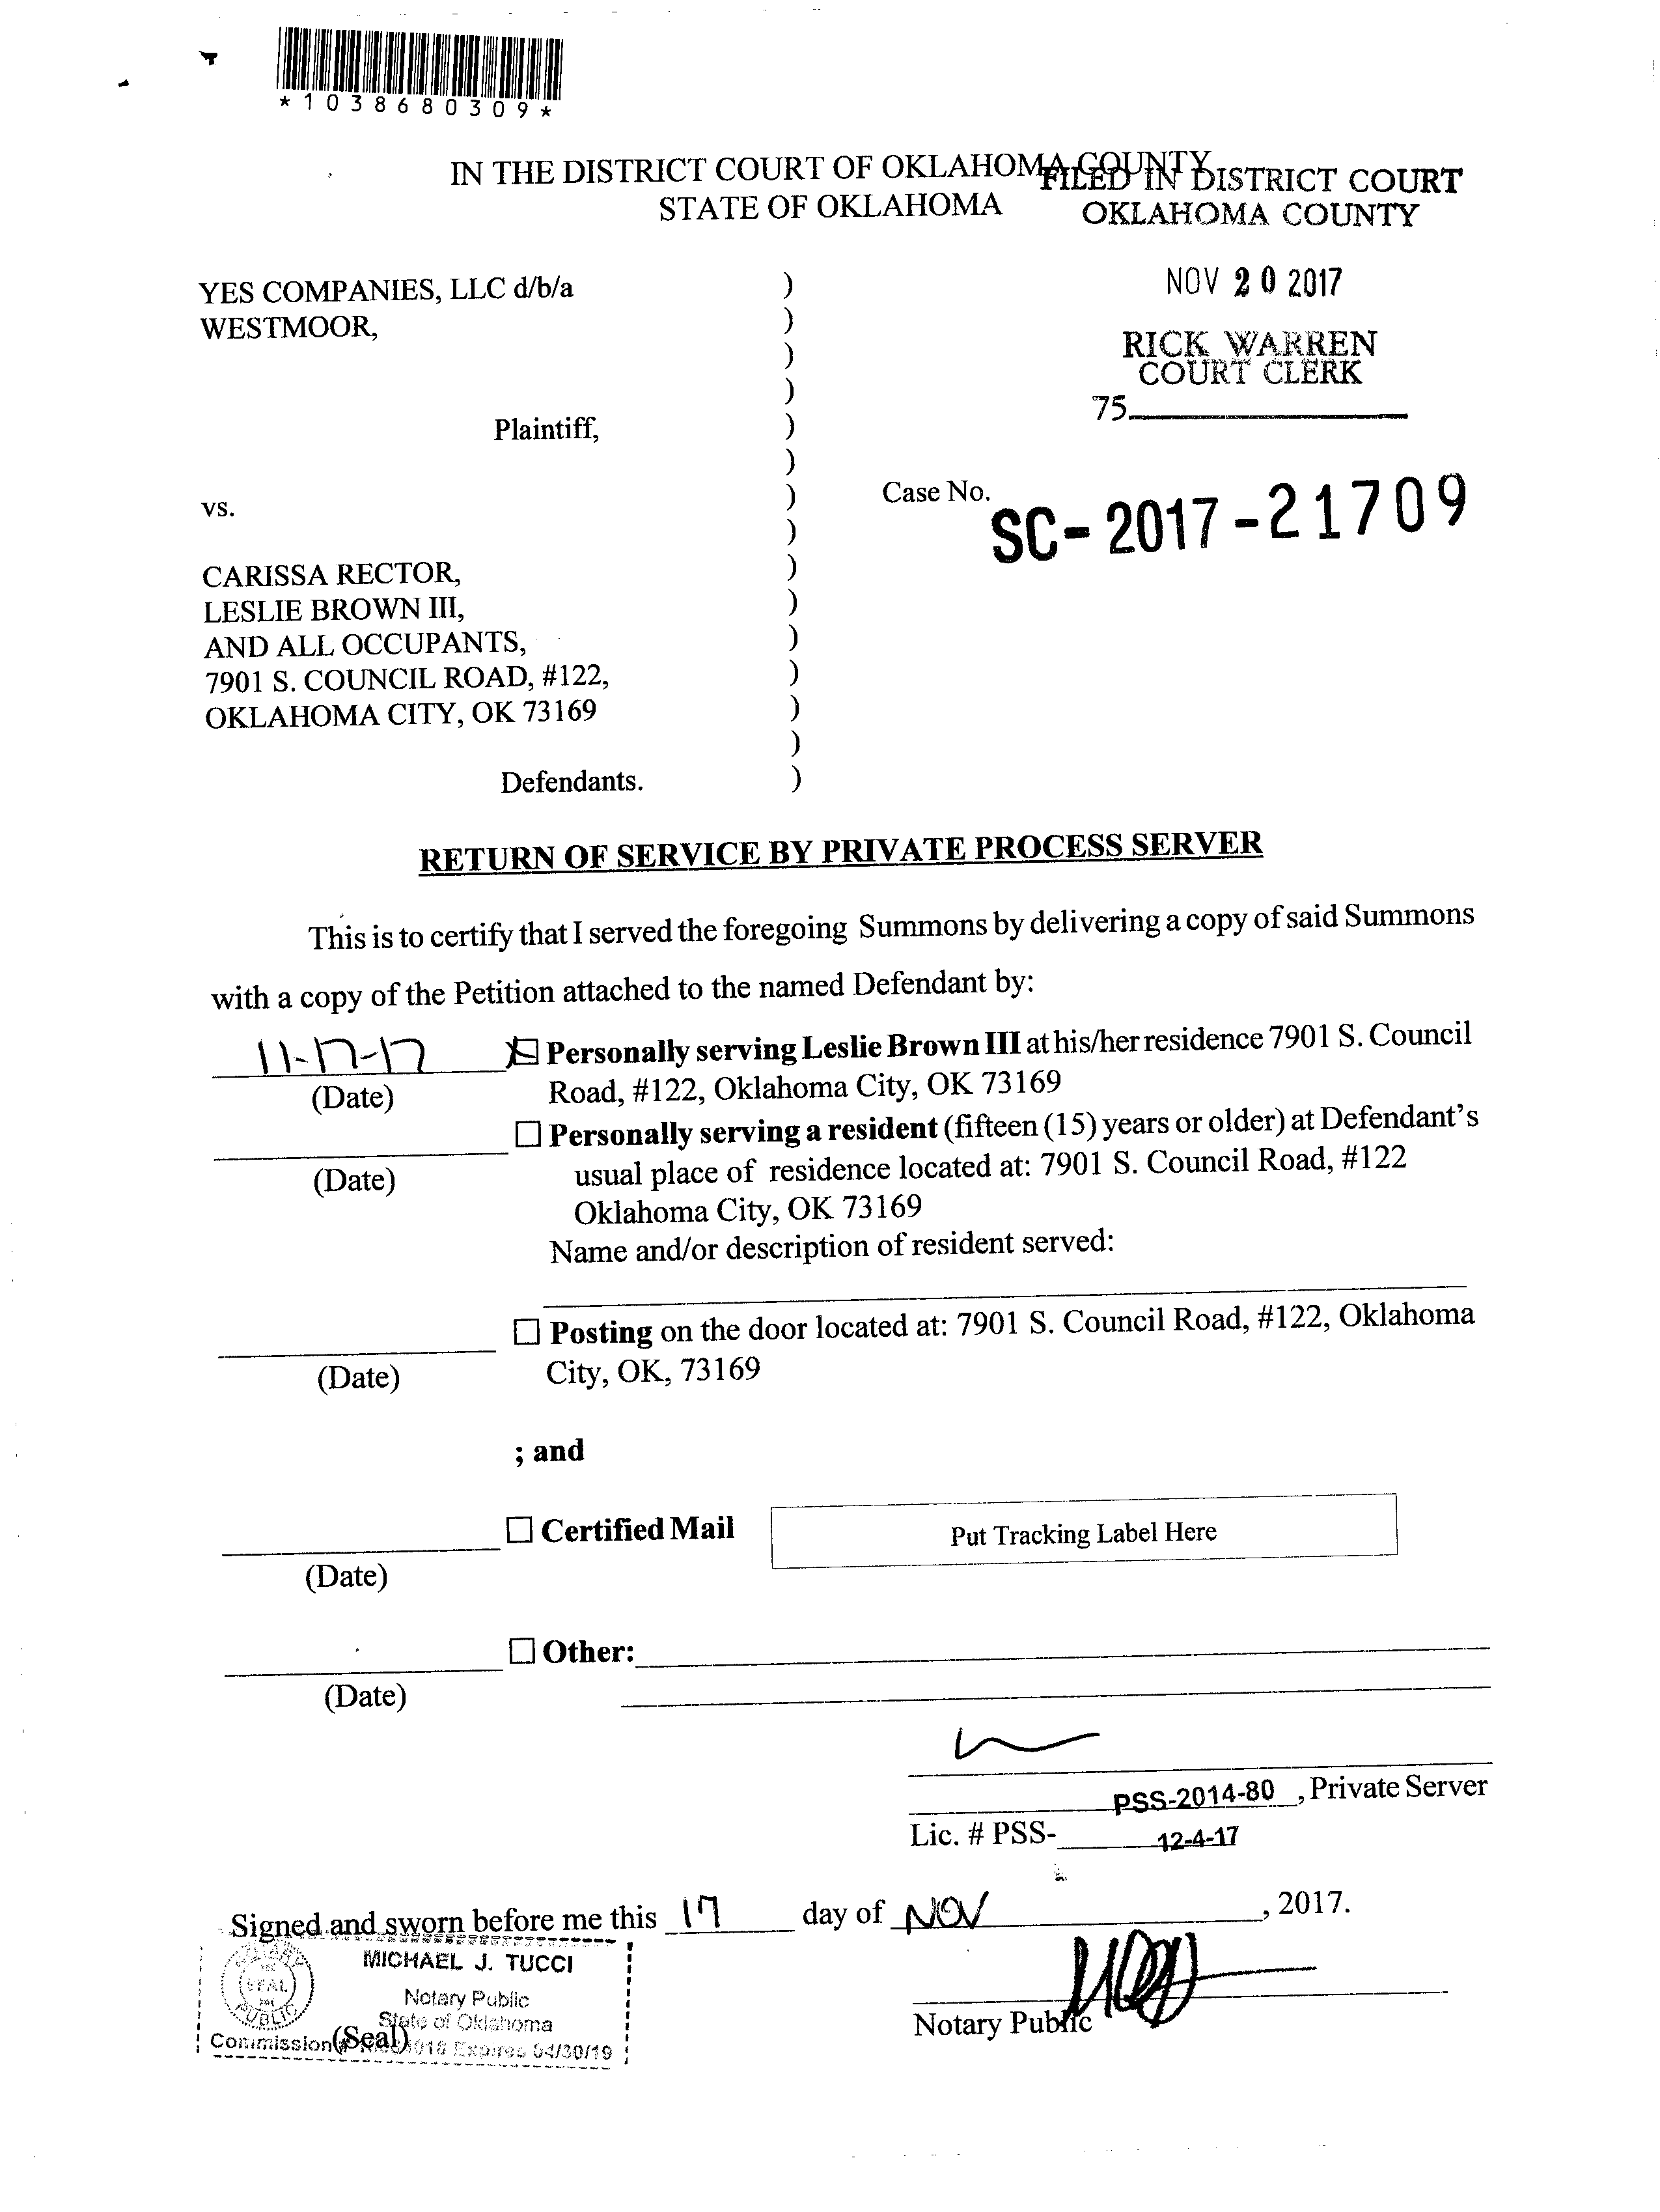 *1038680309*
IN THE DISTRICT COURT OF OKLAHOMA COUNTY
STATE OF OKLAHOMA
FILED IN DISTRICT COURT
OKLAHOMA COUNTY
NOV 20 2017
RICK WARREN
COURT CLERK
75
YES COMPANIES, LLC d/b/a )
WESTMOOR, )
)
)
Plaintiff, )
)
vs. )
)
CARISSA RECTOR, )
LESLIE BROWN III, )
AND ALL OCCUPANTS, )
7901 S. COUNCIL ROAD, #122, )
OKLAHOMA CITY, OK 73169 )
)
Defendants. )
Case No. SC-2017-21709
RETURN OF SERVICE BY PRIVATE PROCESS SERVER
This is to certify that I served the foregoing Summons by delivering a copy of said Summons
with a copy of the Petition attached to the named Defendant by:
11-17-17 ☒ Personally serving Leslie Brown III at his/her residence 7901 S. Council
(Date) Road, #122, Oklahoma City, OK 73169
☐ Personally serving a resident (fifteen (15) years or older) at Defendant's
(Date) usual place of residence located at: 7901 S. Council Road, #122
Oklahoma City, OK 73169
Name and/or description of resident served:
☐ Posting on the door located at: 7901 S. Council Road, #122, Oklahoma
(Date) City, OK, 73169
; and
☐ Certified Mail Put Tracking Label Here
(Date)
☐ Other:
(Date)
PSS-2014-80, Private Server
Lic. # PSS- 12-4-17
Signed and sworn before me this 17 day of NOV, 2017.
MICHAEL J. TUCCI
Notary Public
State of Oklahoma
SEAL
PUBLIC
Commission (Seal) Expires 04/30/19
Notary Public